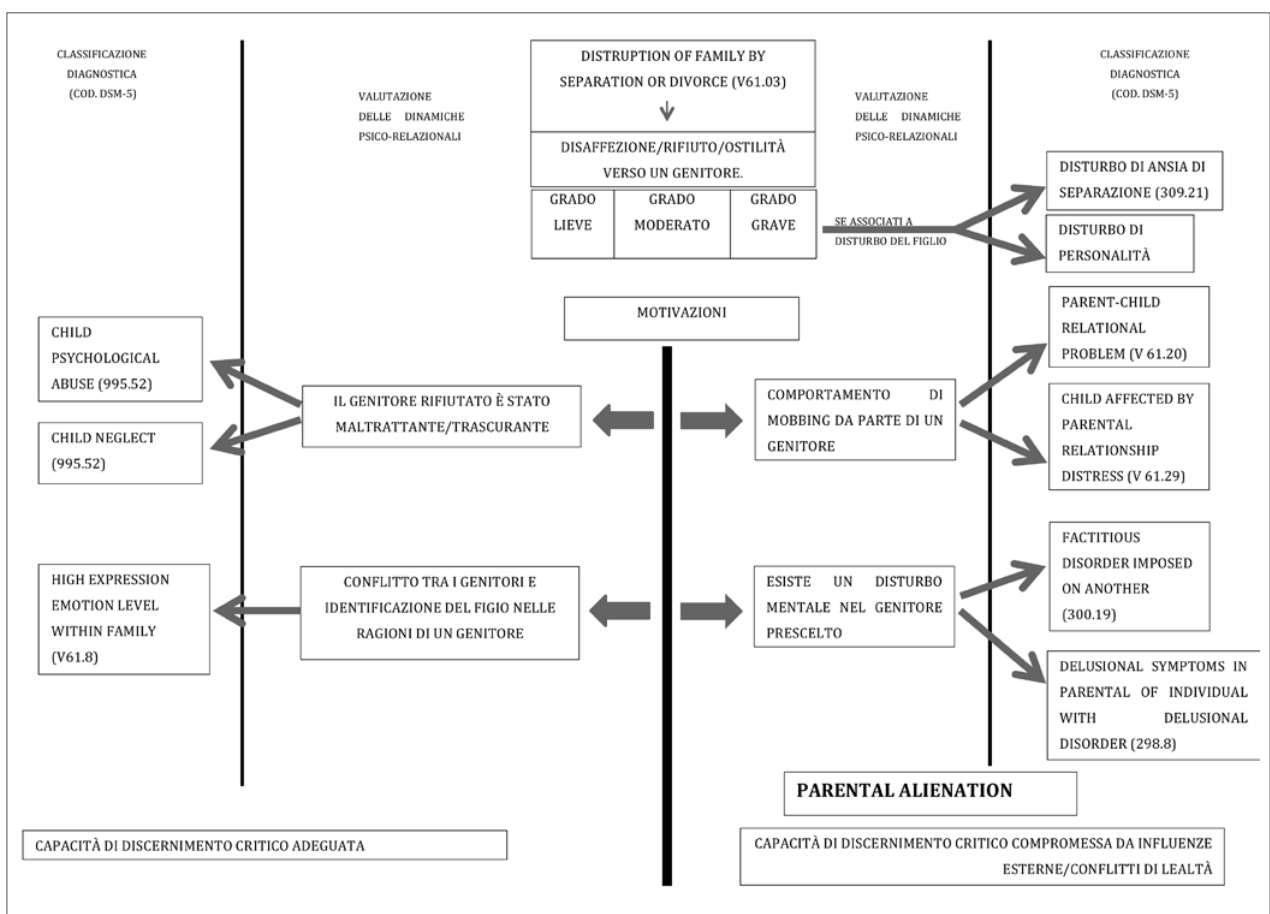 CLASSIFICAZIONE
DIAGNOSTICA
(COD. DSM-5)
VALUTAZIONE
DELLE DINAMICHE
PSICO-RELAZIONALI
DISTRUPTION OF FAMILY BY
SEPARATION OR DIVORCE (V61.03)
DISAFFEZIONE/RIFIUTO/OSTILITÀ
VERSO UN GENITORE.
GRADO
LIEVE
GRADO
MODERATO
GRADO
GRAVE
VALUTAZIONE
DELLE DINAMICHE
PSICO-RELAZIONALI
CLASSIFICAZIONE
DIAGNOSTICA
(COD. DSM-5)
SE ASSOCIATI A
DISTURBO DEL FIGLIO
DISTURBO DI ANSIA DI
SEPARAZIONE (309.21)
DISTURBO DI
PERSONALITÀ
MOTIVAZIONI
CHILD
PSYCHOLOGICAL
ABUSE (995.52)
CHILD NEGLECT
(995.52)
IL GENITORE RIFIUTATO È STATO
MALTRATTANTE/TRASCURANTE
COMPORTAMENTO DI
MOBBING DA PARTE DI UN
GENITORE
PARENT-CHILD
RELATIONAL
PROBLEM (V 61.20)
CHILD AFFECTED BY
PARENTAL
RELATIONSHIP
DISTRESS (V 61.29)
HIGH EXPRESSION
EMOTION LEVEL
WITHIN FAMILY
(V61.8)
CONFLITTO TRA I GENITORI E
IDENTIFICAZIONE DEL FIGIO NELLE
RAGIONI DI UN GENITORE
ESISTE UN DISTURBO
MENTALE NEL GENITORE
PRESCELTO
FACTITIOUS
DISORDER IMPOSED
ON ANOTHER
(300.19)
DELUSIONAL SYMPTOMS IN
PARENTAL OF INDIVIDUAL
WITH DELUSIONAL
DISORDER (298.8)
PARENTAL ALIENATION
CAPACITÀ DI DISCERNIMENTO CRITICO ADEGUATA
CAPACITÀ DI DISCERNIMENTO CRITICO COMPROMESSA DA INFLUENZE
ESTERNE/CONFLITTI DI LEALTÀ